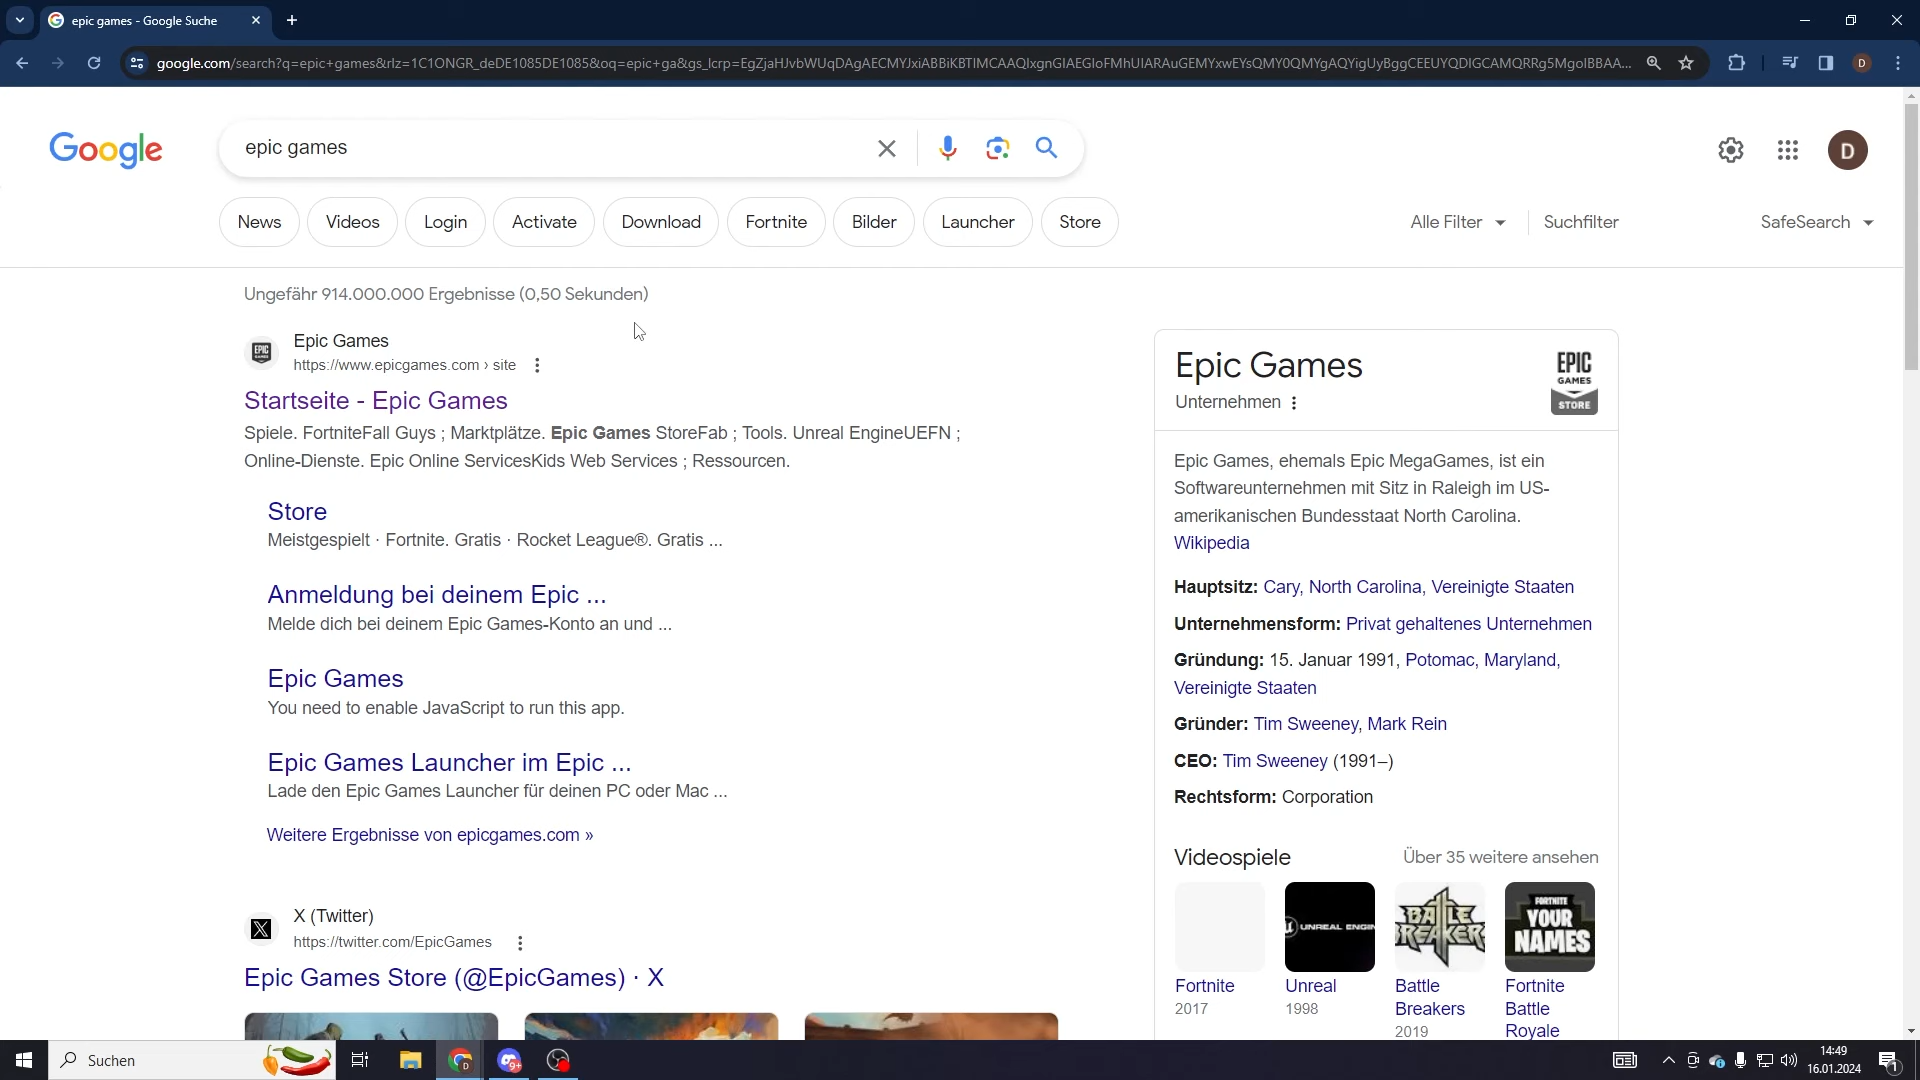 epic games - Google Suche
google.com/search?q=epic+games&rlz=1C1ONGR_deDE1085DE1085&oq=epic+ga&gs_lcrp=
Google
epic games
D
News
Videos
Login
Activate
Download
Fortnite
Bilder
Launcher
Store
Alle Filter
Suchfilter
SafeSearch
Ungefähr 914.000.000 Ergebnisse (0,50 Sekunden)
Epic Games
https://www.epicgames.com › site
Startseite - Epic Games
Spiele. FortniteFall Guys ; Marktplätze. Epic Games StoreFab ; Tools. Unreal EngineUEFN ;
Online-Dienste. Epic Online ServicesKids Web Services ; Ressourcen.
Store
Meistgespielt · Fortnite. Gratis · Rocket League®. Gratis ...
Anmeldung bei deinem Epic ...
Melde dich bei deinem Epic Games-Konto an und ...
Epic Games
You need to enable JavaScript to run this app.
Epic Games Launcher im Epic ...
Lade den Epic Games Launcher für deinen PC oder Mac ...
Weitere Ergebnisse von epicgames.com »
X (Twitter)
https://twitter.com/EpicGames
Epic Games Store (@EpicGames) · X
Epic Games
Unternehmen
EPIC
GAMES
STORE
Epic Games, ehemals Epic MegaGames, ist ein
Softwareunternehmen mit Sitz in Raleigh im US-
amerikanischen Bundesstaat North Carolina.
Wikipedia
Hauptsitz: Cary, North Carolina, Vereinigte Staaten
Unternehmensform: Privat gehaltenes Unternehmen
Gründung: 15. Januar 1991, Potomac, Maryland,
Vereinigte Staaten
Gründer: Tim Sweeney, Mark Rein
CEO: Tim Sweeney (1991–)
Rechtsform: Corporation
Videospiele
Über 35 weitere ansehen
UNREAL ENGIN
BATTLE
BREAKERS
FORTNITE
YOUR
NAMES
Fortnite
2017
Unreal
1998
Battle
Breakers
2019
Fortnite
Battle
Royale
Suchen
14:49
16.01.2024